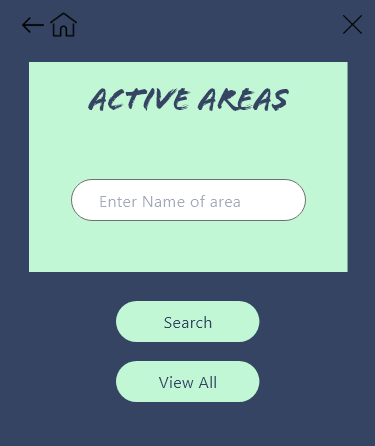 ACTIVE AREAS
Enter Name of area
Search
View All